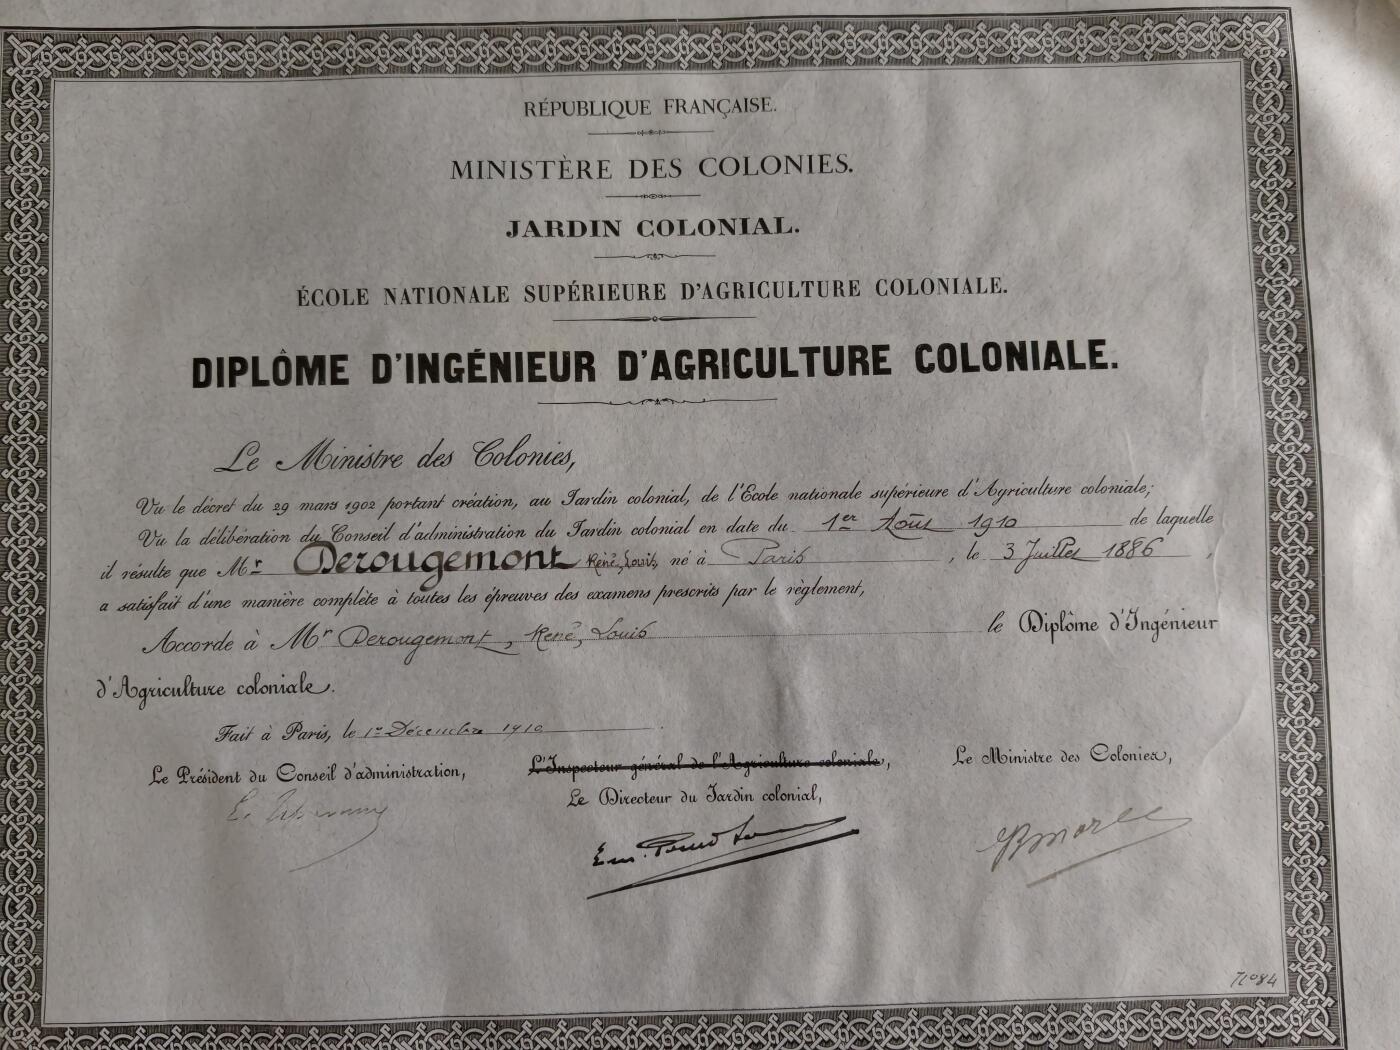 RÉPUBLIQUE FRANÇAISE.
MINISTÈRE DES COLONIES.
JARDIN COLONIAL.
ÉCOLE NATIONALE SUPÉRIEURE D'AGRICULTURE COLONIALE.
DIPLÔME D'INGÉNIEUR D'AGRICULTURE COLONIALE.
Le Ministre des Colonies,
Vu le décret du 29 mars 1902 portant création, au Jardin colonial, de l'Ecole nationale supérieure d'Agriculture coloniale;
Vu la délibération du Conseil d'administration du Jardin colonial en date du 1er Août 1910 de laquelle
il résulte que Mr Derougemont René, Louis, né à Paris, le 3 Juillet 1886,
a satisfait d'une manière complète à toutes les épreuves des examens prescrits par le règlement,
Accorde à Mr Derougemont, René, Louis le Diplôme d'Ingénieur
d'Agriculture coloniale.
Fait à Paris, le 1er Décembre 1910.
Le Président du Conseil d'administration, L'Inspecteur général de l'Agriculture coloniale, Le Ministre des Colonies,
Le Directeur du Jardin colonial,
84